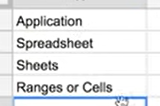 Application
Spreadsheet
Sheets
Ranges or Cells